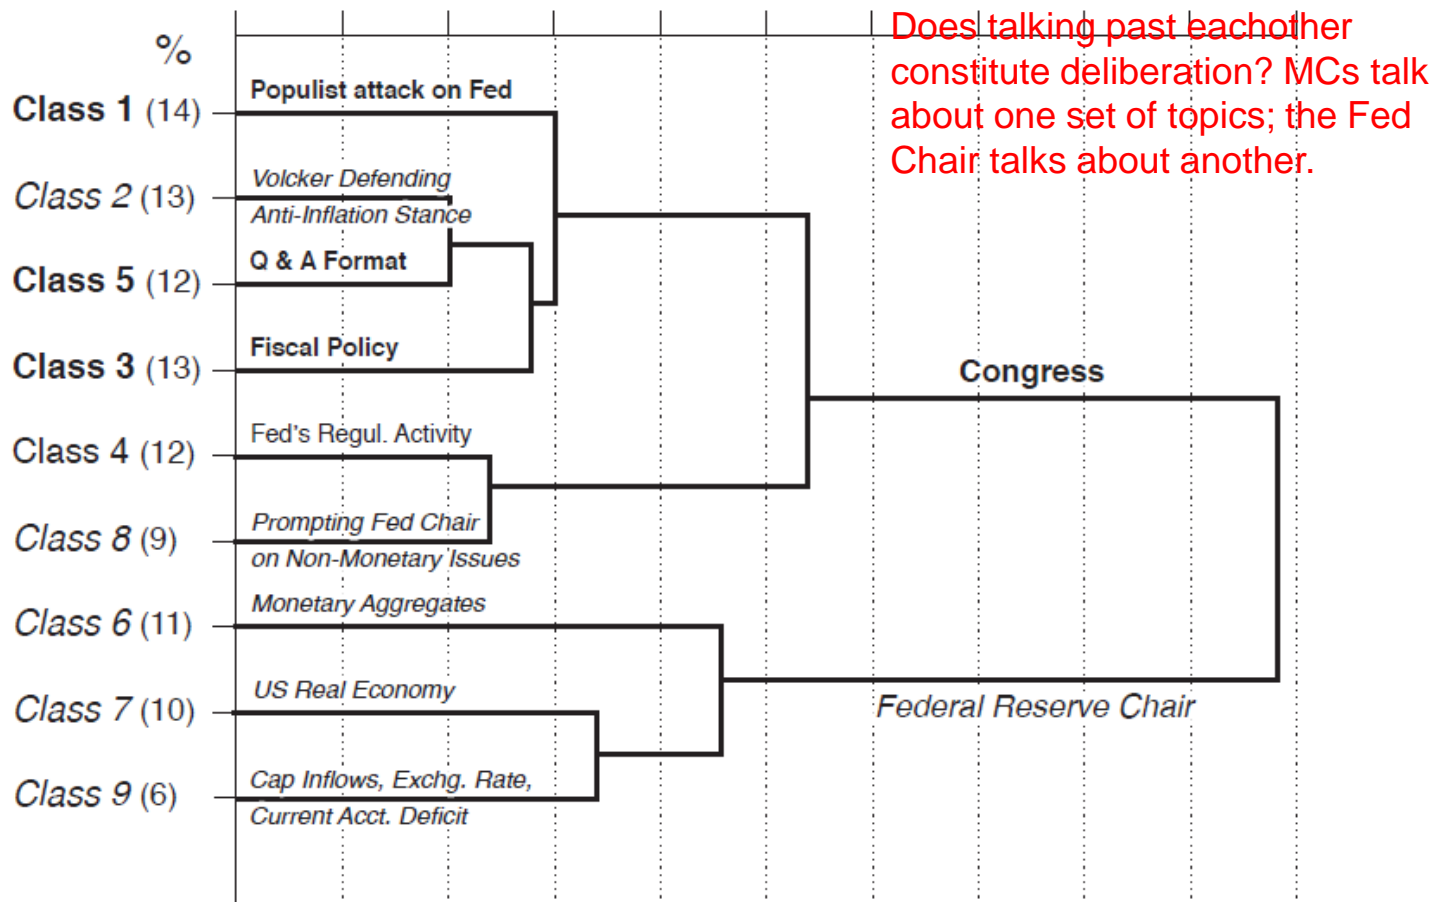 Does talking past eachother
constitute deliberation? MCs talk
about one set of topics; the Fed
Chair talks about another.
%
Class 1 (14)
Populist attack on Fed
Class 2 (13)
Volcker Defending
Anti-Inflation Stance
Class 5 (12)
Q & A Format
Class 3 (13)
Fiscal Policy
Congress
Class 4 (12)
Fed's Regul. Activity
Class 8 (9)
Prompting Fed Chair
on Non-Monetary Issues
Class 6 (11)
Monetary Aggregates
Class 7 (10)
US Real Economy
Federal Reserve Chair
Class 9 (6)
Cap Inflows, Exchg. Rate,
Current Acct. Deficit